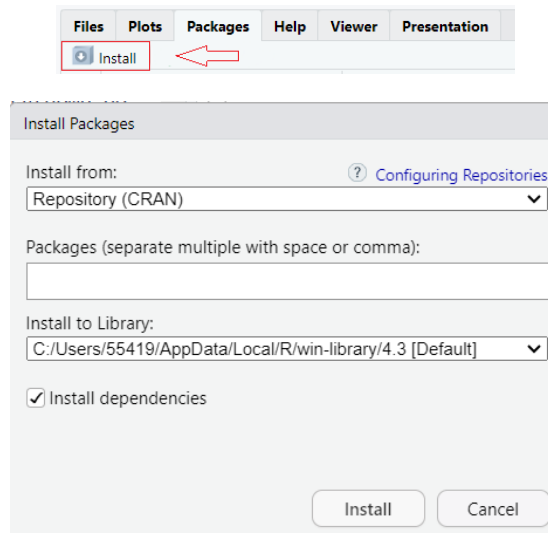 Files Plots Packages Help Viewer Presentation
Install
Install Packages
Install from: ? Configuring Repositories
Repository (CRAN)
Packages (separate multiple with space or comma):
Install to Library:
C:/Users/55419/AppData/Local/R/win-library/4.3 [Default]
Install dependencies
Install Cancel